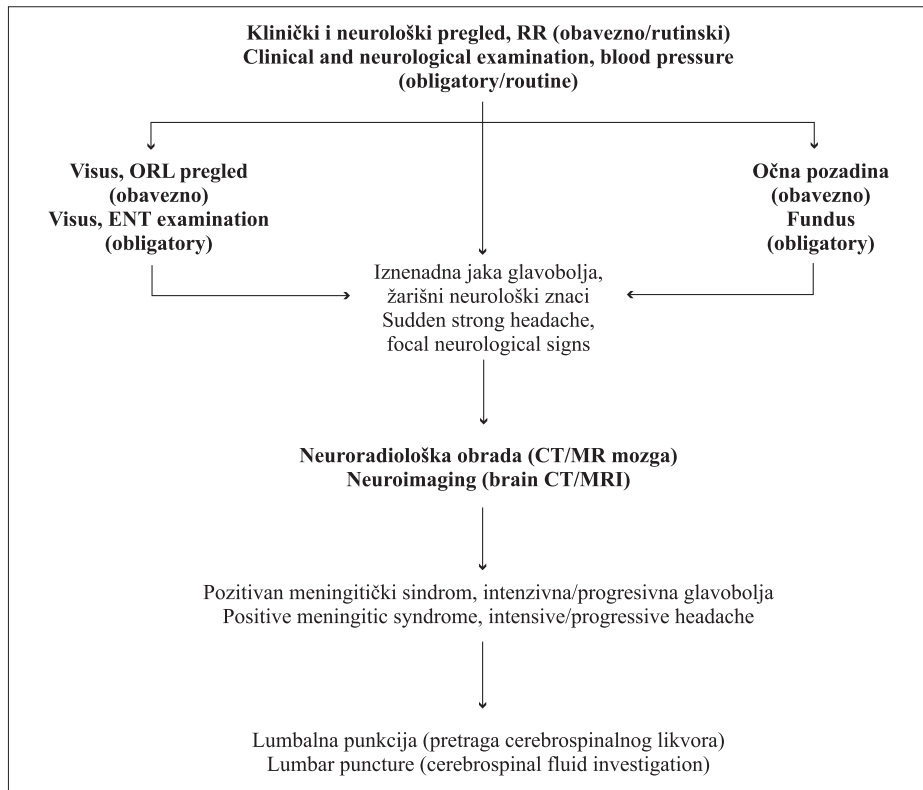 Klinički i neurološki pregled, RR (obavezno/rutinski)
Clinical and neurological examination, blood pressure
(obligatory/routine)
Visus, ORL pregled
(obavezno)
Visus, ENT examination
(obligatory)
Očna pozadina
(obavezno)
Fundus
(obligatory)
Iznenadna jaka glavobolja,
žarišni neurološki znaci
Sudden strong headache,
focal neurological signs
Neuroradiološka obrada (CT/MR mozga)
Neuroimaging (brain CT/MRI)
Pozitivan meningitički sindrom, intenzivna/progresivna glavobolja
Positive meningitic syndrome, intensive/progressive headache
Lumbalna punkcija (pretraga cerebrospinalnog likvora)
Lumbar puncture (cerebrospinal fluid investigation)